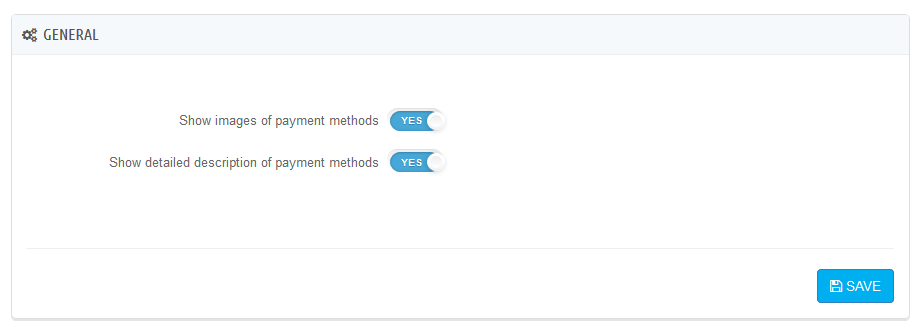 GENERAL
Show images of payment methods YES
Show detailed description of payment methods YES
SAVE